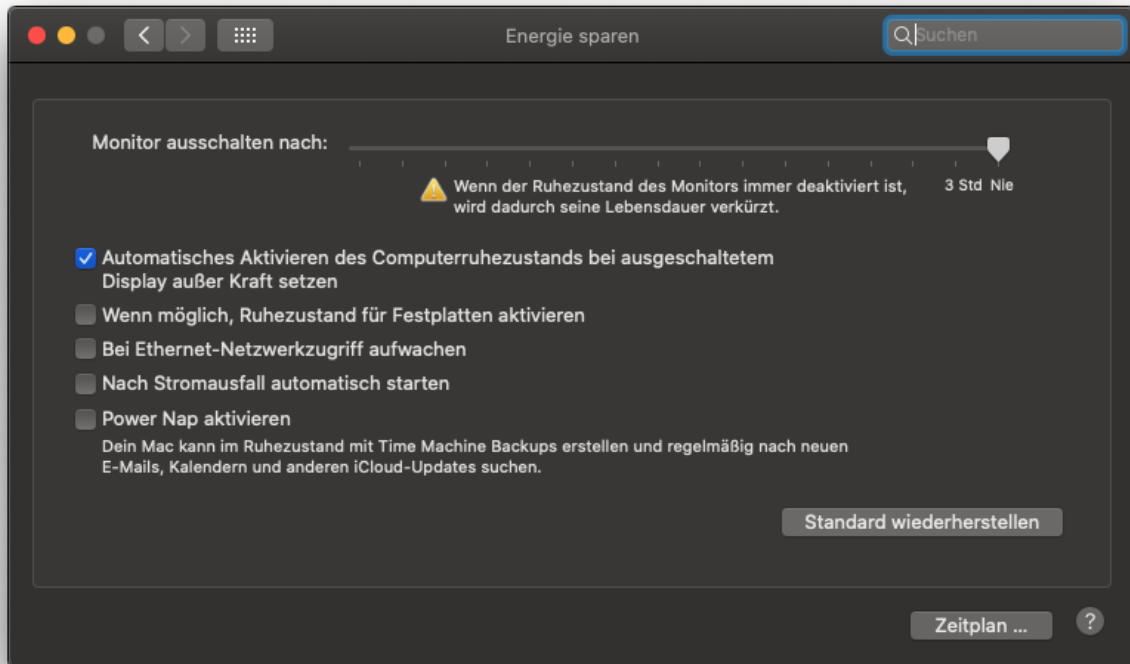 Energie sparen
Suchen
Monitor ausschalten nach:
3 Std Nie
Wenn der Ruhezustand des Monitors immer deaktiviert ist,
wird dadurch seine Lebensdauer verkürzt.
Automatisches Aktivieren des Computerruhezustands bei ausgeschaltetem
Display außer Kraft setzen
Wenn möglich, Ruhezustand für Festplatten aktivieren
Bei Ethernet-Netzwerkzugriff aufwachen
Nach Stromausfall automatisch starten
Power Nap aktivieren
Dein Mac kann im Ruhezustand mit Time Machine Backups erstellen und regelmäßig nach neuen
E-Mails, Kalendern und anderen iCloud-Updates suchen.
Standard wiederherstellen
Zeitplan ...
?